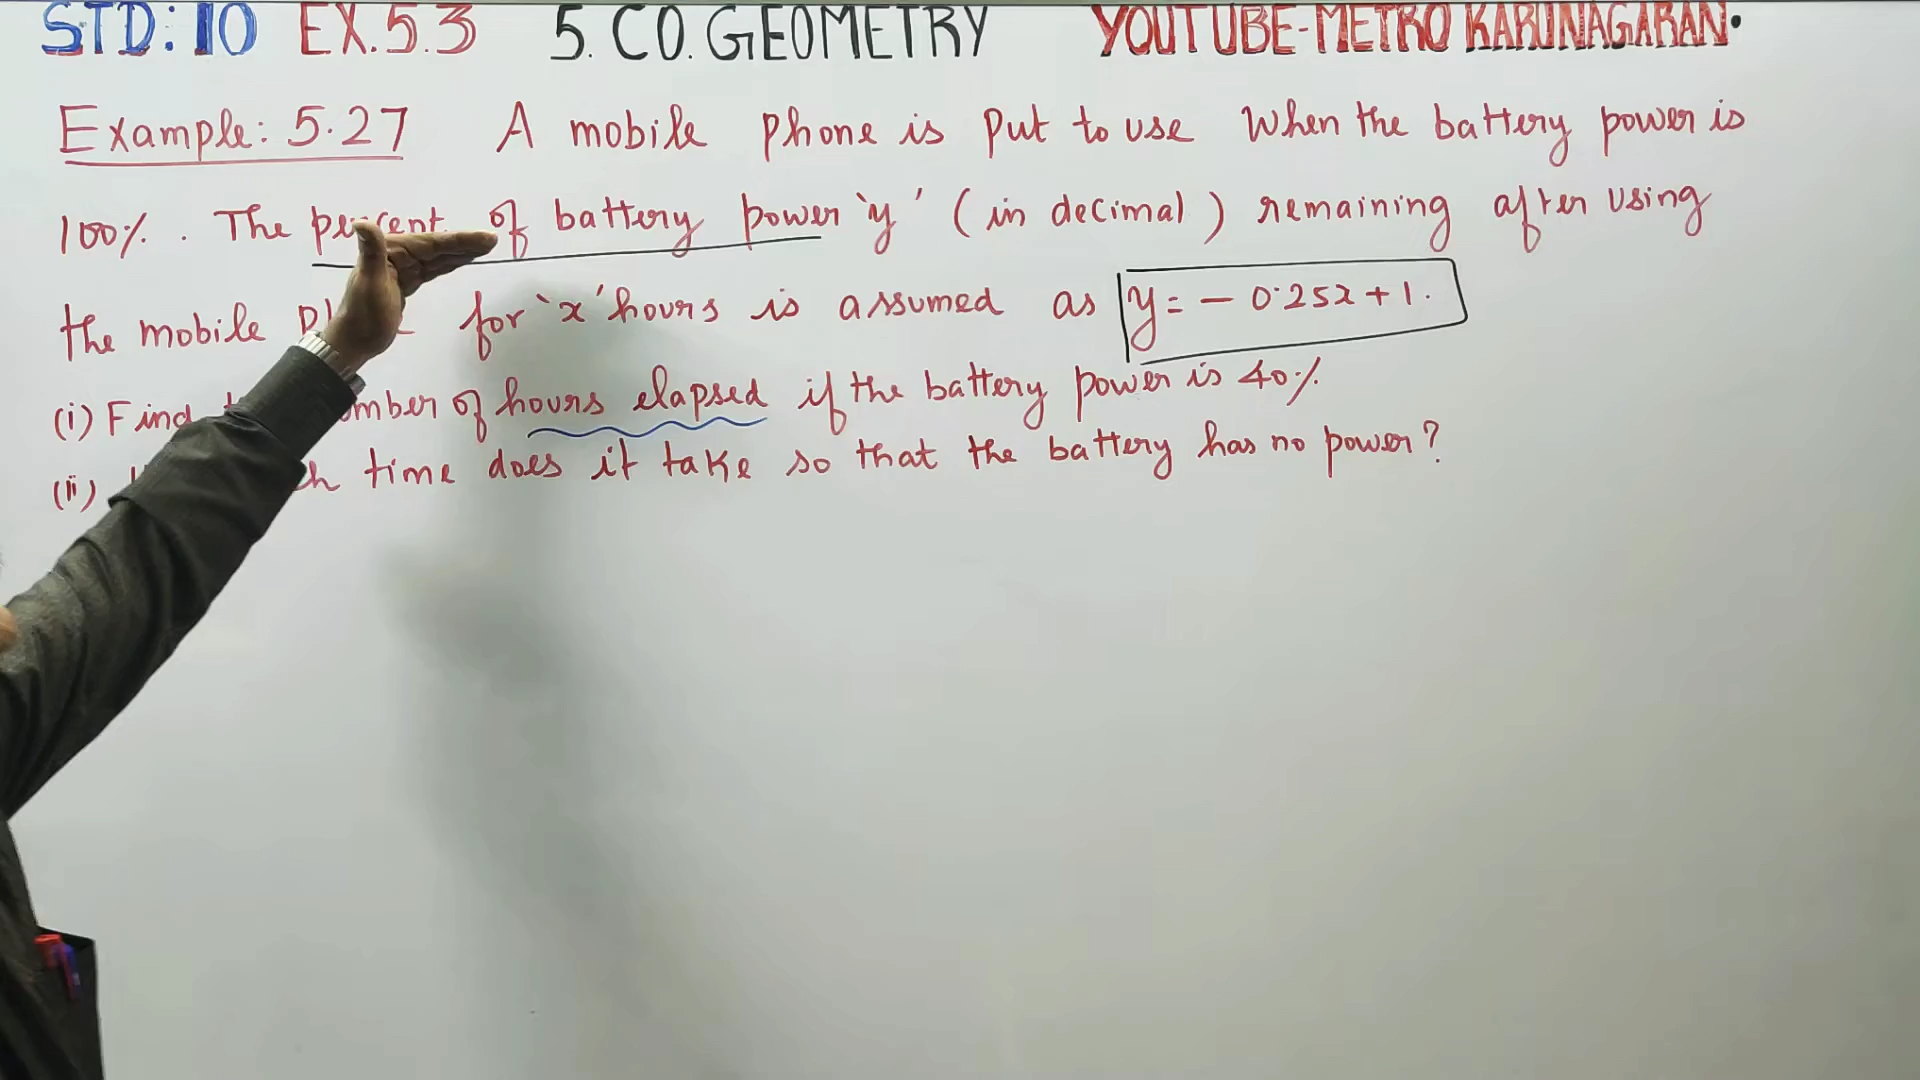 STD: 10 EX.5.3 5. CO. GEOMETRY YOUTUBE-METRO KARUNAGARAN.
Example: 5.27 A mobile phone is put to use when the battery power is
100%. The percent of battery power 'y' (in decimal) remaining after using
the mobile for 'x' hours is assumed as y = - 0.25x + 1.
(i) Find of hours elapsed if the battery power is 40%.
(ii) time does it take so that the battery has no power?